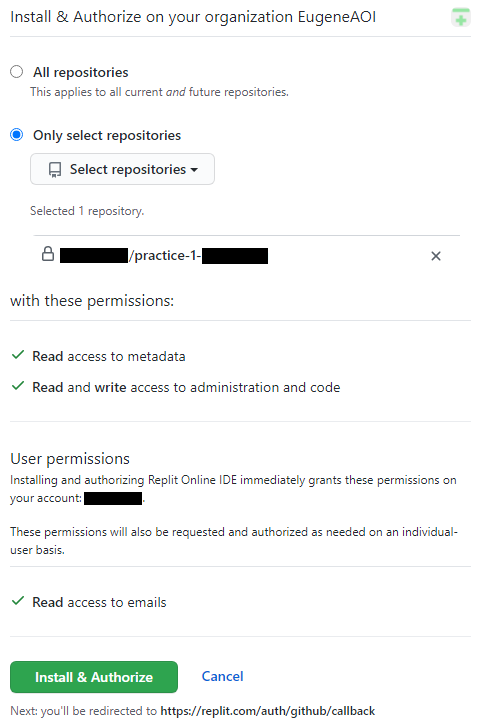 Install & Authorize on your organization EugeneAOI
All repositories
This applies to all current and future repositories.
Only select repositories
Select repositories
Selected 1 repository.
/practice-1-
with these permissions:
Read access to metadata
Read and write access to administration and code
User permissions
Installing and authorizing Replit Online IDE immediately grants these permissions on
your account: .
These permissions will also be requested and authorized as needed on an individual-
user basis.
Read access to emails
Install & Authorize Cancel
Next: you'll be redirected to https://replit.com/auth/github/callback